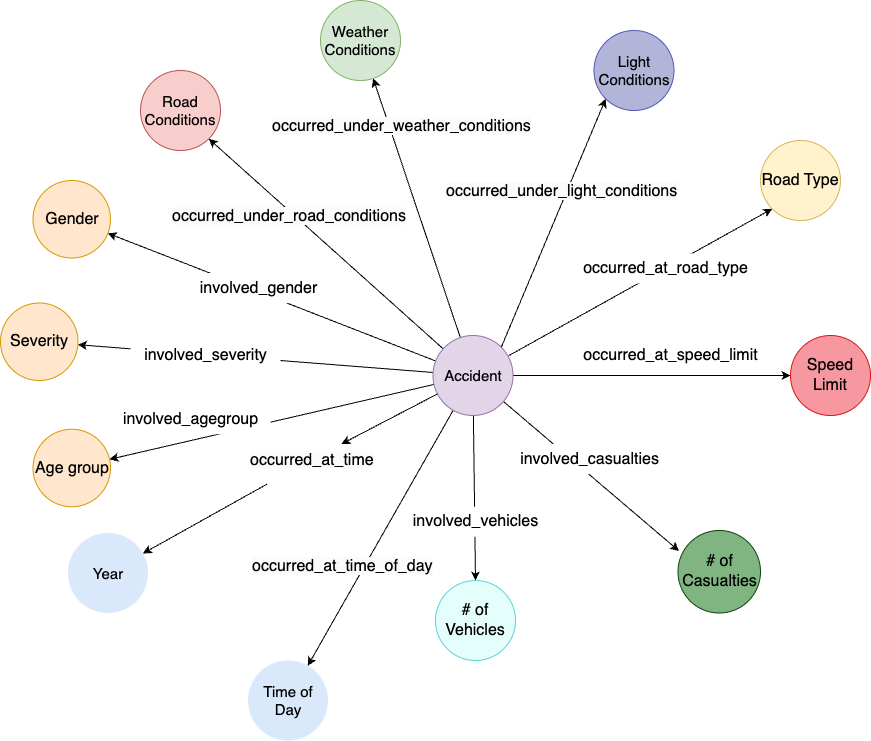 Weather
Conditions
Light
Conditions
Road
Conditions
occurred_under_weather_conditions
Road Type
occurred_under_light_conditions
Gender
occurred_under_road_conditions
occurred_at_road_type
involved_gender
Severity
involved_severity
occurred_at_speed_limit
Accident
Speed
Limit
involved_agegroup
Age group
occurred_at_time
involved_casualties
involved_vehicles
Year
occurred_at_time_of_day
# of
Casualties
# of
Vehicles
Time of
Day